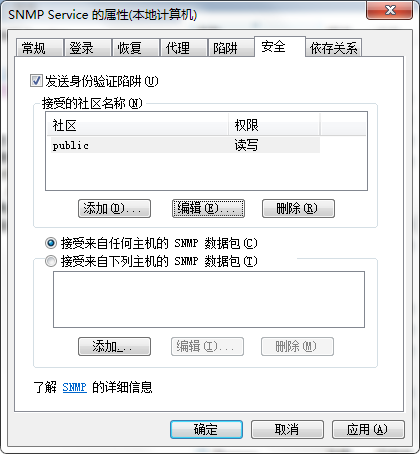 SNMP Service 的属性(本地计算机)
常规 登录 恢复 代理 陷阱 安全 依存关系
发送身份验证陷阱(U)
接受的社区名称(N)
社区 权限
public 读写
添加(D)... 编辑(E)... 删除(R)
接受来自任何主机的 SNMP 数据包(C)
接受来自下列主机的 SNMP 数据包(T)
添加... 编辑(I)... 删除(M)
了解 SNMP 的详细信息
确定 取消 应用(A)